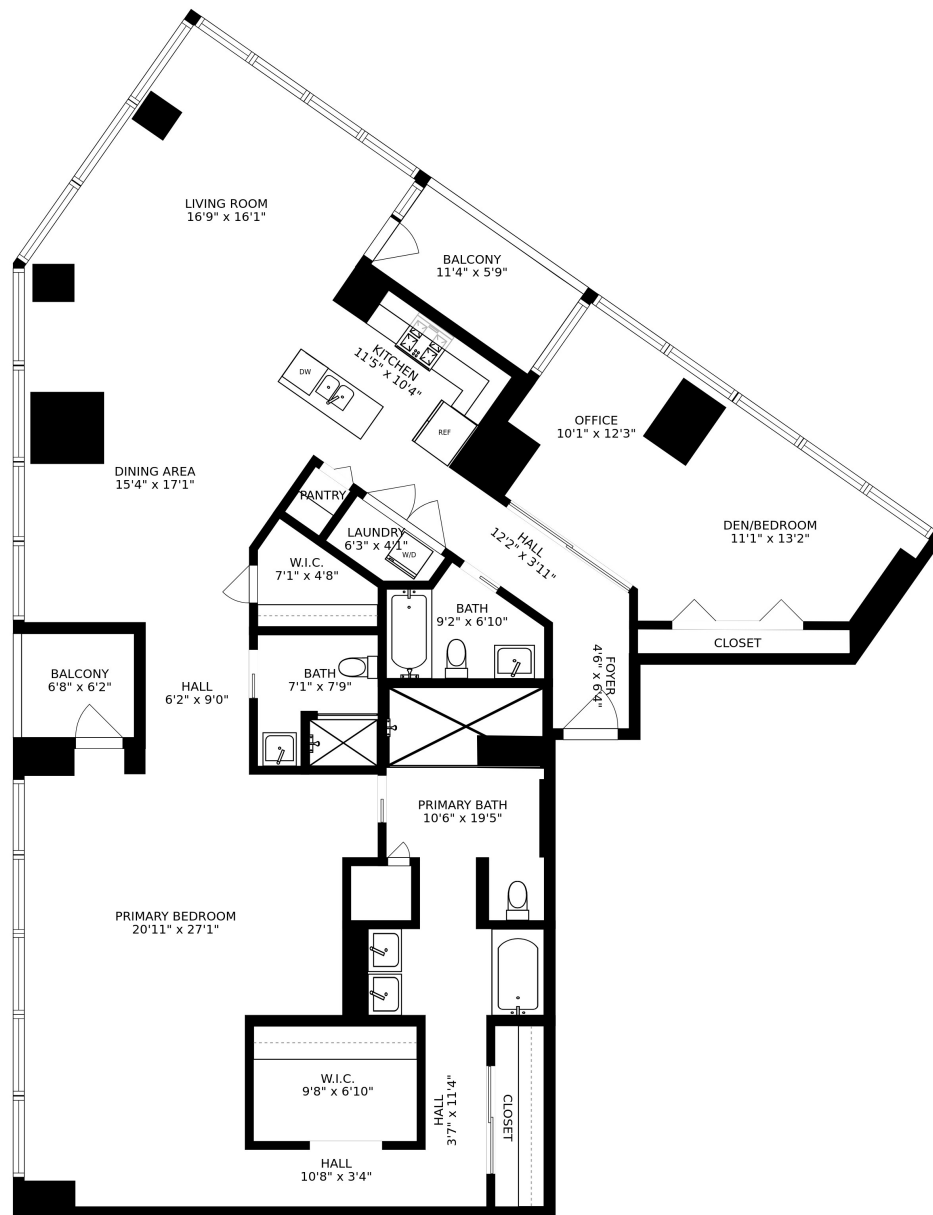 LIVING ROOM
16'9" x 16'1"
BALCONY
11'4" x 5'9"
KITCHEN
11'5" x 10'4"
DW
REF
OFFICE
10'1" x 12'3"
DINING AREA
15'4" x 17'1"
PANTRY
DEN/BEDROOM
11'1" x 13'2"
LAUNDRY
6'3" x 4'1"
W/D
HALL
12'2" x 3'11"
W.I.C.
7'1" x 4'8"
BATH
9'2" x 6'10"
CLOSET
FOYER
4'6" x 6'4"
BALCONY
6'8" x 6'2"
HALL
6'2" x 9'0"
BATH
7'1" x 7'9"
PRIMARY BATH
10'6" x 19'5"
PRIMARY BEDROOM
20'11" x 27'1"
W.I.C.
9'8" x 6'10"
HALL
3'7" x 11'4"
CLOSET
HALL
10'8" x 3'4"